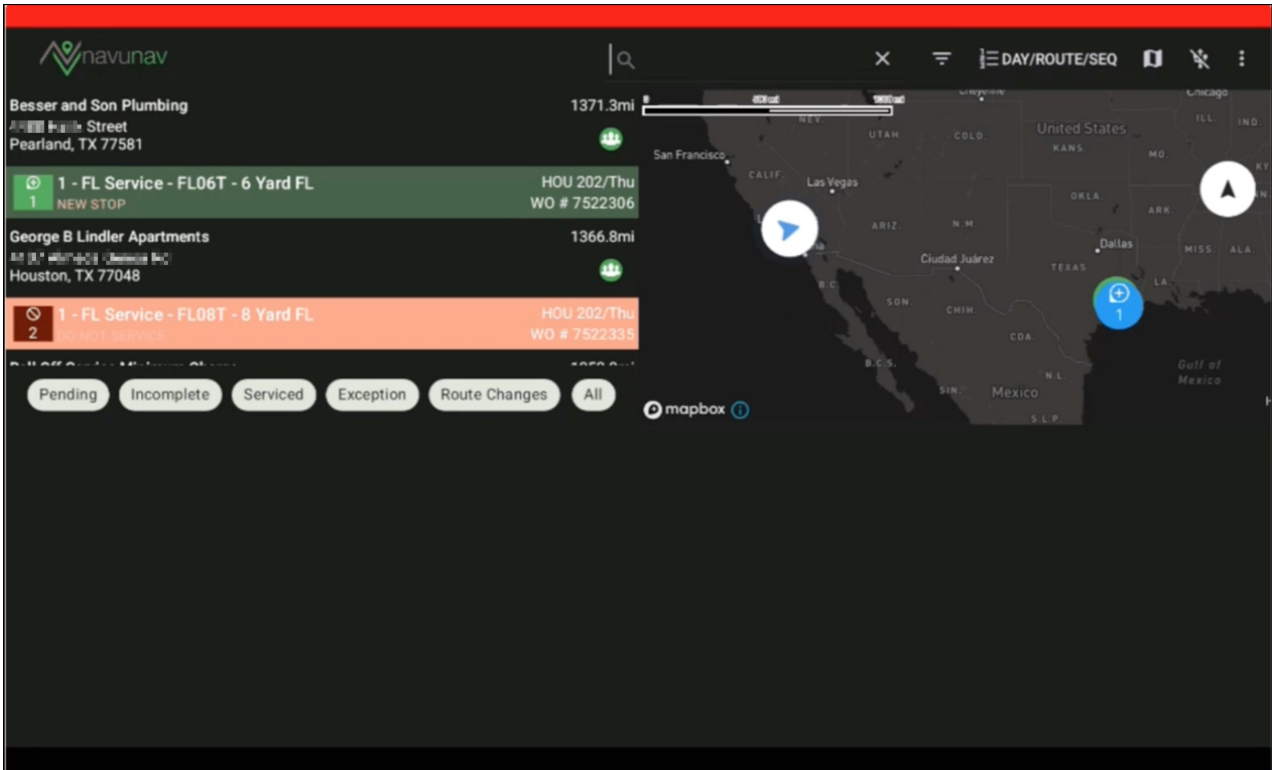 navunav
DAY/ROUTE/SEQ
Besser and Son Plumbing
1371.3mi
Street
Pearland, TX 77581
1
1 - FL Service - FL06T - 6 Yard FL
NEW STOP
HOU 202/Thu
WO # 7522306
George B Lindler Apartments
1366.8mi
Houston, TX 77048
2
1 - FL Service - FL08T - 8 Yard FL
DO NOT SERVICE
HOU 202/Thu
WO # 7522335
Pending
Incomplete
Serviced
Exception
Route Changes
All
Cheyenne
Chicago
NEV.
UTAH
COLO.
United States
KANS.
MO.
ILL.
IND.
KY
San Francisco
CALIF.
Las Vegas
OKLA.
ARK.
ARIZ.
N.M.
Dallas
MISS.
ALA
Ciudad Juárez
TEXAS
LA.
B.C.
SON.
CHIH.
1
COA.
B.C.S.
Gulf of
Mexico
N.L.
SIN.
Mexico
S.L.P.
mapbox